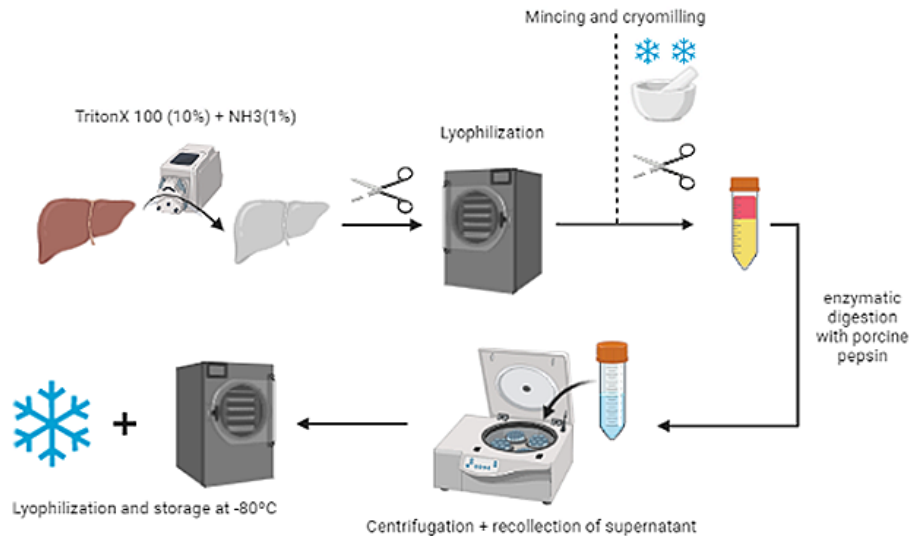 Mincing and cryomilling
TritonX 100 (10%) + NH3(1%)
Lyophilization
enzymatic
digestion
with porcine
pepsin
+
Lyophilization and storage at -80ºC
Centrifugation + recollection of supernatant